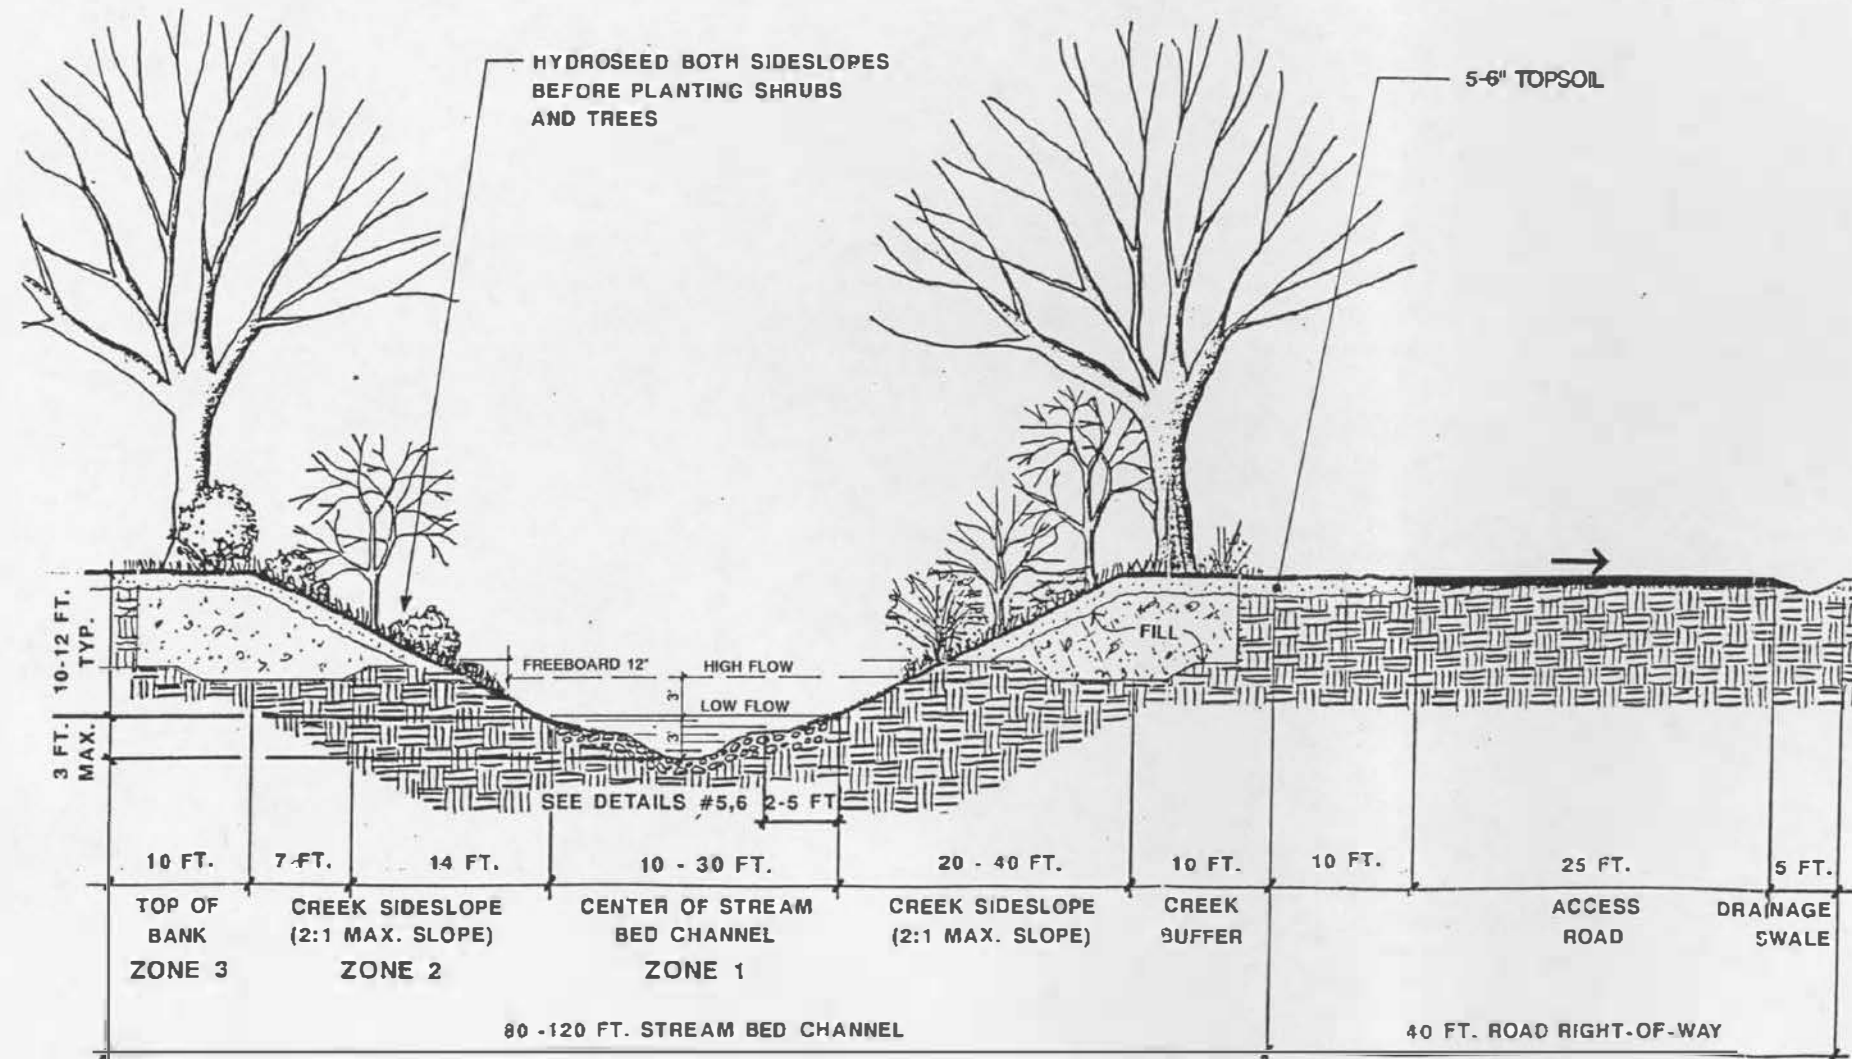 HYDROSEED BOTH SIDESLOPES
BEFORE PLANTING SHRUBS
AND TREES
5-6" TOPSOIL
10-12 FT.
TYP.
3 FT.
MAX.
FREEBOARD 12"
HIGH FLOW
3'
LOW FLOW
3'
FILL
SEE DETAILS #5,6
2-5 FT
10 FT.
7 FT.
14 FT.
10 - 30 FT.
20 - 40 FT.
10 FT.
10 FT.
25 FT.
5 FT.
TOP OF
BANK
ZONE 3
CREEK SIDESLOPE
(2:1 MAX. SLOPE)
ZONE 2
CENTER OF STREAM
BED CHANNEL
ZONE 1
CREEK SIDESLOPE
(2:1 MAX. SLOPE)
CREEK
BUFFER
ACCESS
ROAD
DRAINAGE
SWALE
80 -120 FT. STREAM BED CHANNEL
40 FT. ROAD RIGHT-OF-WAY